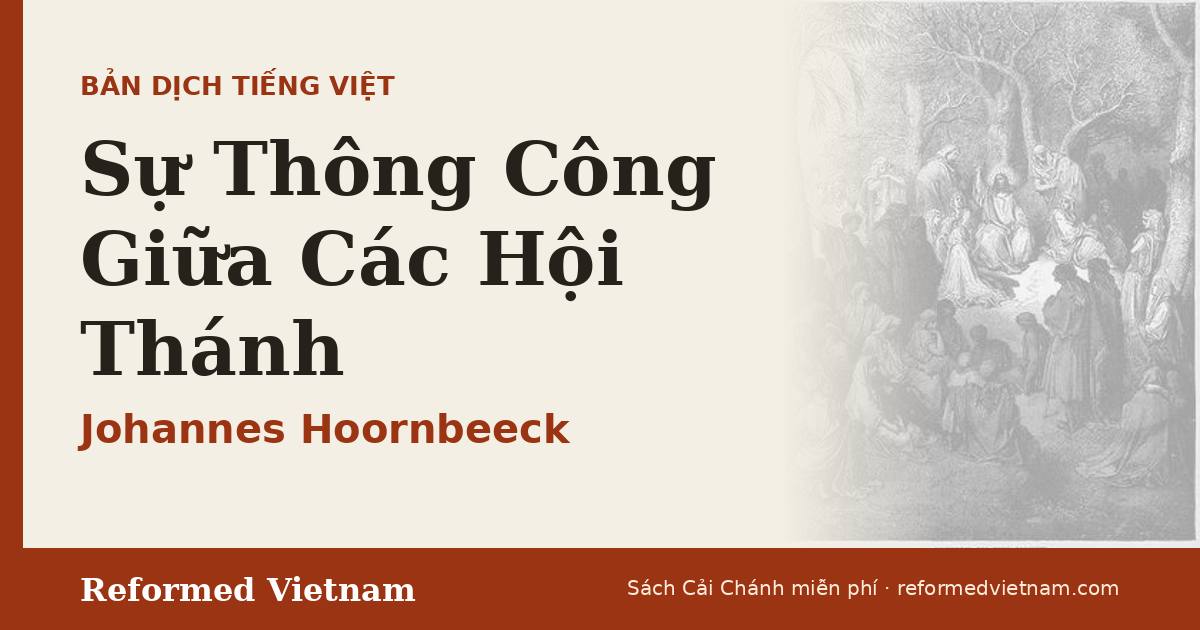 BẢN DỊCH TIẾNG VIỆT
Sự Thông Công
Giữa Các Hội
Thánh
Johannes Hoornbeeck
Reformed Vietnam
Sách Cải Chánh miễn phí · reformedvietnam.com